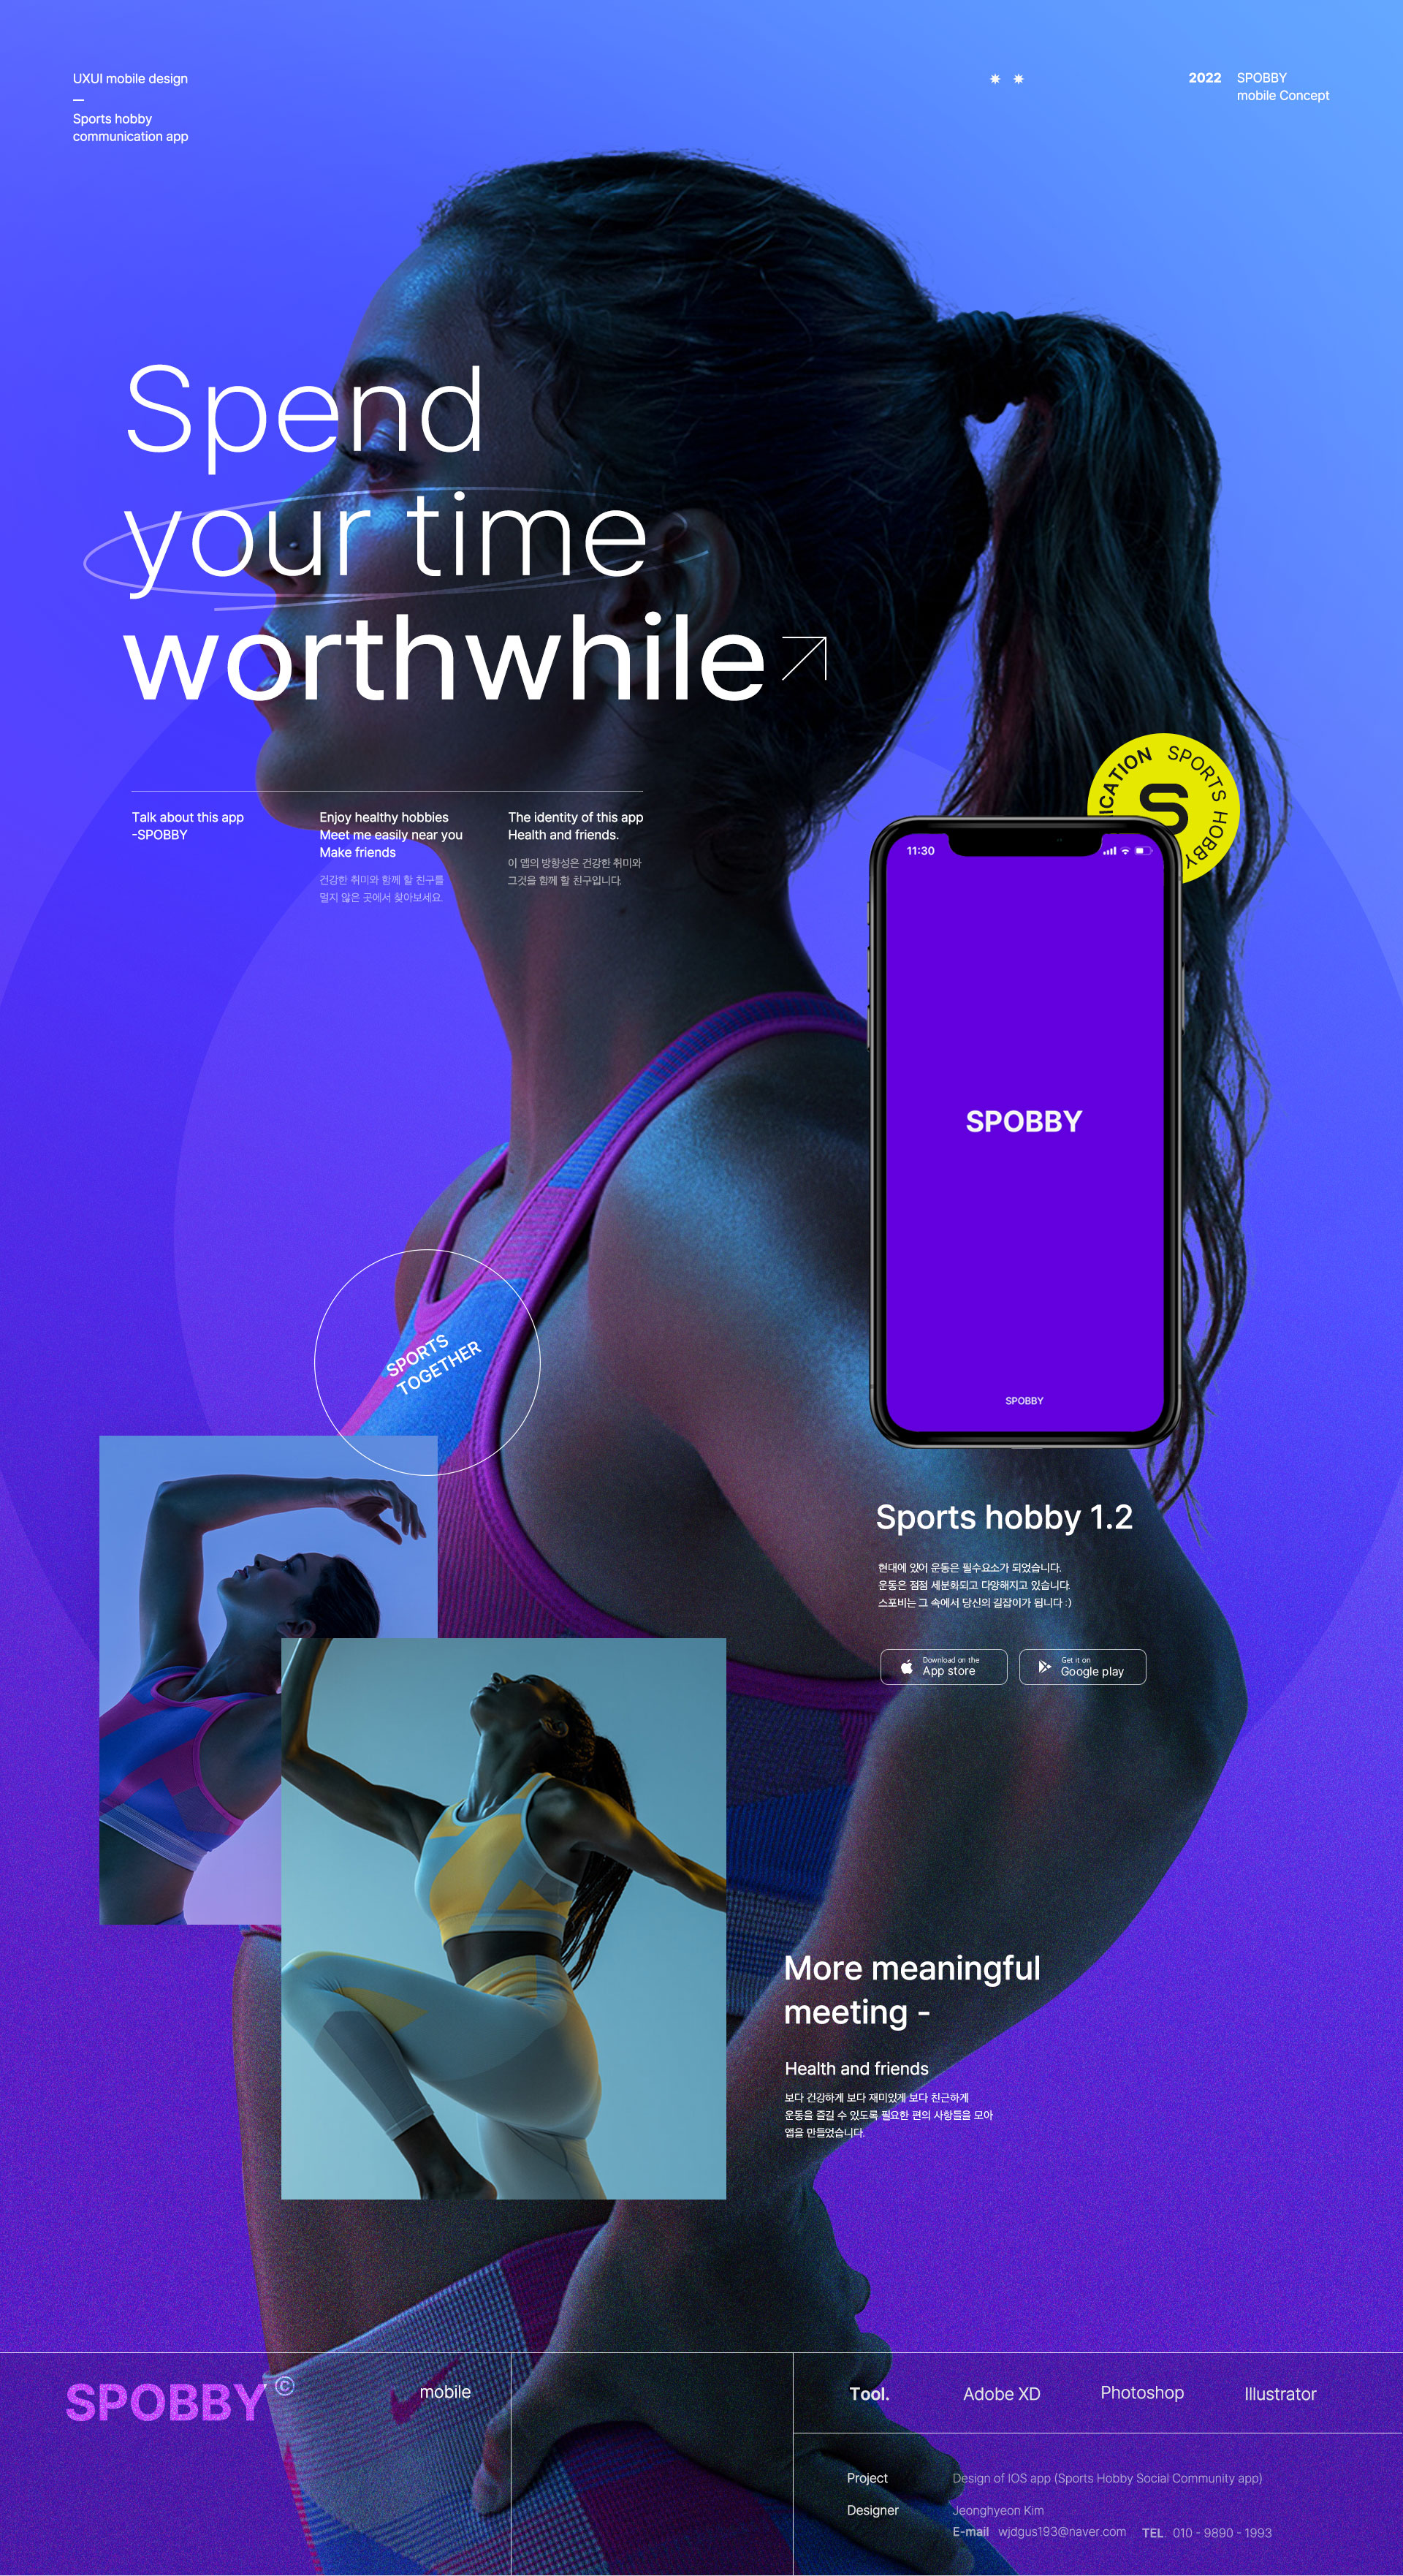 UXUI mobile design
Sports hobby
communication app
2022 SPOBBY
mobile Concept
Spend
your time
worthwhile
Talk about this app
-SPOBBY
Enjoy healthy hobbies
Meet me easily near you
Make friends
건강한 취미와 함께 할 친구를
멀지 않은 곳에서 찾아보세요.
The identity of this app
Health and friends.
이 앱의 방향성은 건강한 취미와
그것을 함께 할 친구입니다.
SPORTS HOBBY
S
11:30
SPOBBY
SPOBBY
SPORTS
TOGETHER
Sports hobby 1.2
현대에 있어 운동은 필수요소가 되었습니다.
운동은 점점 세분화되고 다양해지고 있습니다.
스포비는 그 속에서 당신의 길잡이가 됩니다 :)
Download on the
App store
Get it on
Google play
More meaningful
meeting -
Health and friends
보다 건강하게 보다 재미있게 보다 친근하게
운동을 즐길 수 있도록 필요한 편의 사항들을 모아
앱을 만들었습니다.
SPOBBY©
mobile
Tool. Adobe XD Photoshop Illustrator
Project Design of IOS app (Sports Hobby Social Community app)
Designer Jeonghyeon Kim
E-mail wjdgus193@naver.com TEL. 010 - 9890 - 1993